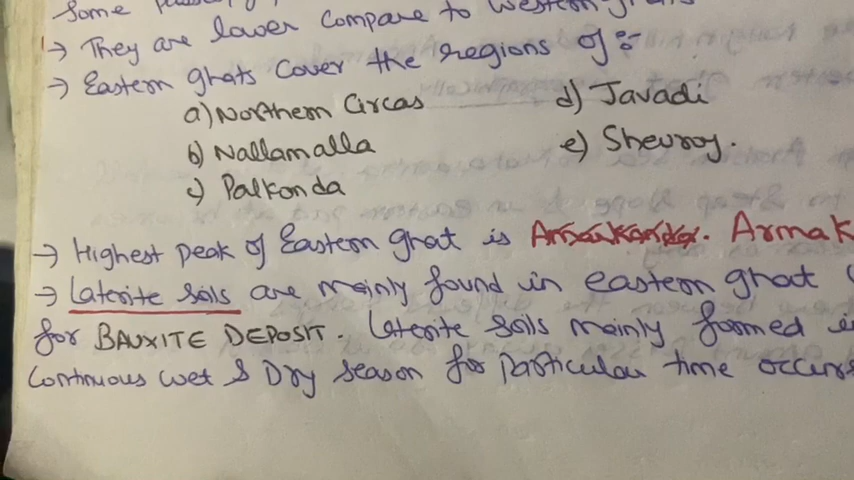 Some
→ They are lower compare to western ghats
→ Eastern ghats cover the regions of :-
a) Northern Circas
d) Javadi
b) Nallamalla
e) Shevroy.
c) Palkonda
→ Highest peak of Eastern ghat is Armak
→ Laterite soils are mainly found in eastern ghat (
for BAUXITE DEPOSIT. Laterite soils mainly formed i
Continuous wet & Dry season for particular time occurs